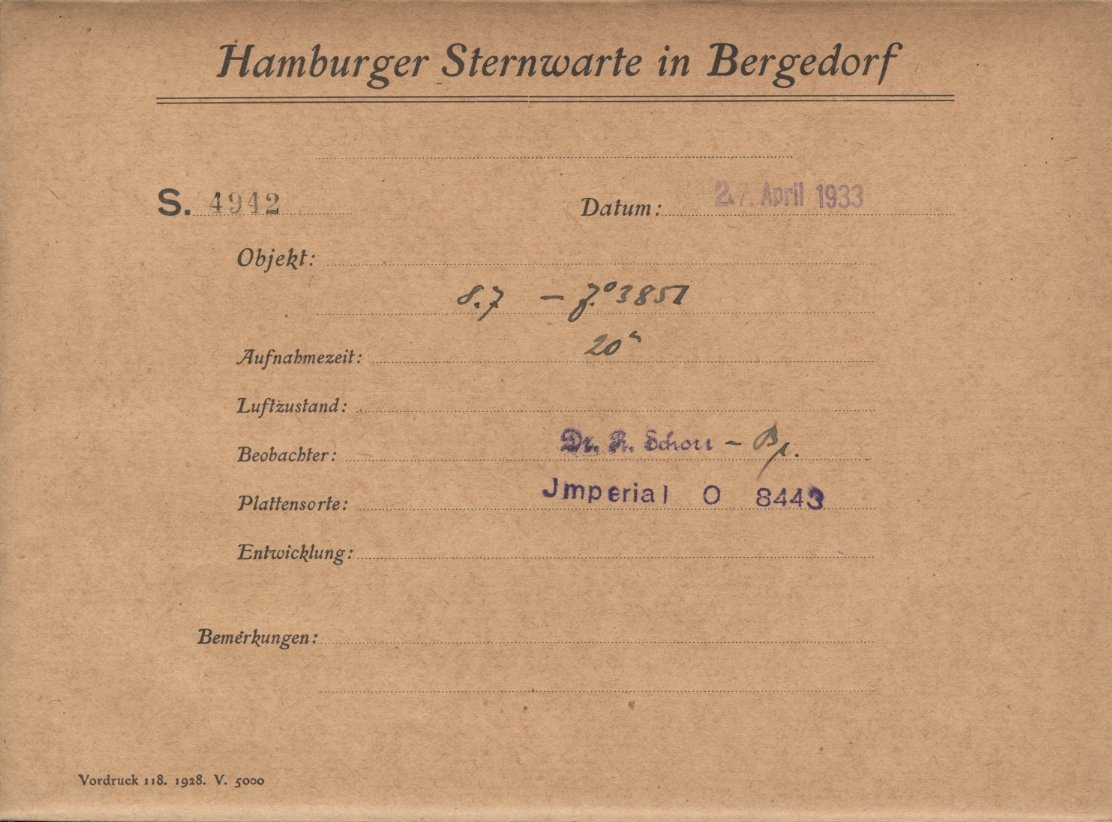 Hamburger Sternwarte in Bergedorf
S. 4942 Datum: 27. April 1933
Objekt:
8.7 – 7.°3851
Aufnahmezeit: 20ᵐ
Luftzustand:
Beobachter: Dr. R. Schorr –
Plattensorte: Jmperial O 8443
Entwicklung:
Bemerkungen:
Vordruck 118. 1928. V. 5000